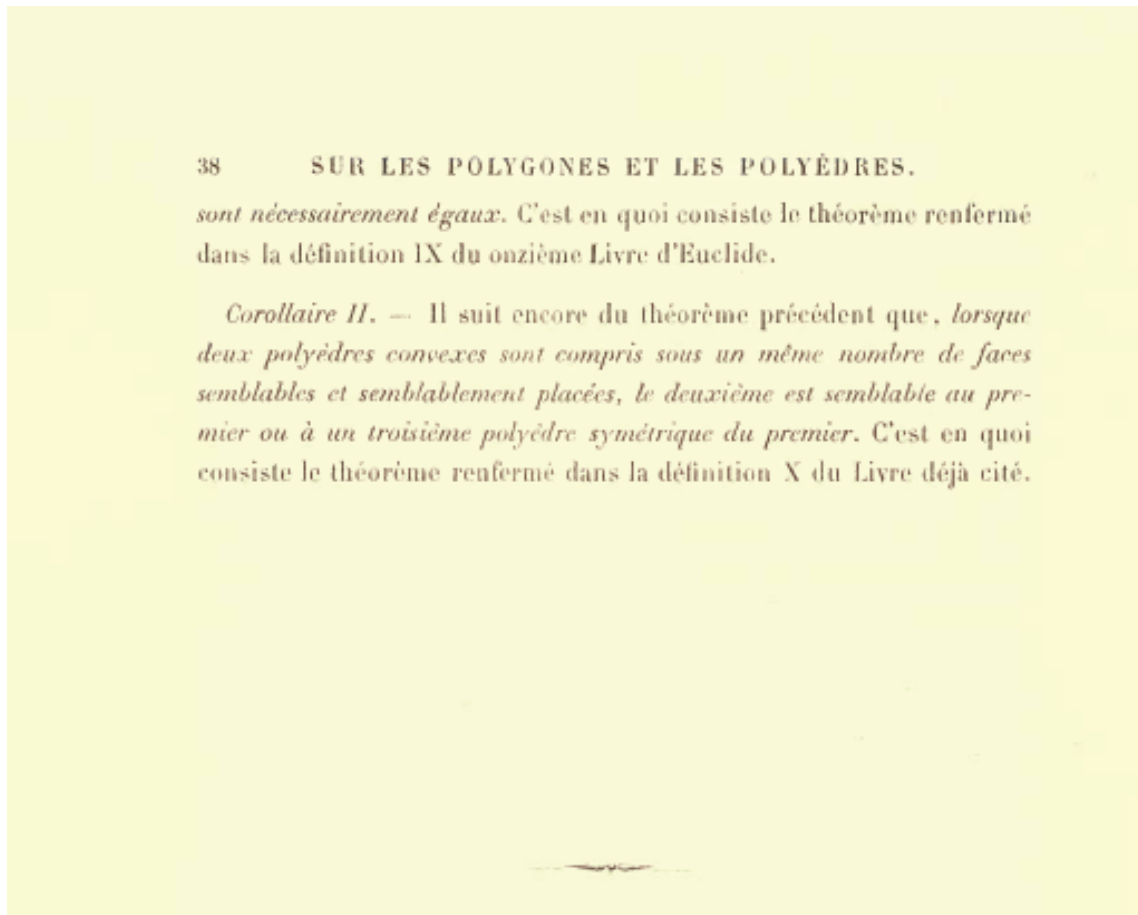 38 SUR LES POLYGONES ET LES POLYÈDRES.
sont nécessairement égaux. C'est en quoi consiste le théorème renfermé
dans la définition IX du onzième Livre d'Euclide.
Corollaire II. — Il suit encore du théorème précédent que, lorsque
deux polyèdres convexes sont compris sous un même nombre de faces
semblables et semblablement placées, le deuxième est semblable au pre-
mier ou à un troisième polyèdre symétrique du premier. C'est en quoi
consiste le théorème renfermé dans la définition X du Livre déjà cité.